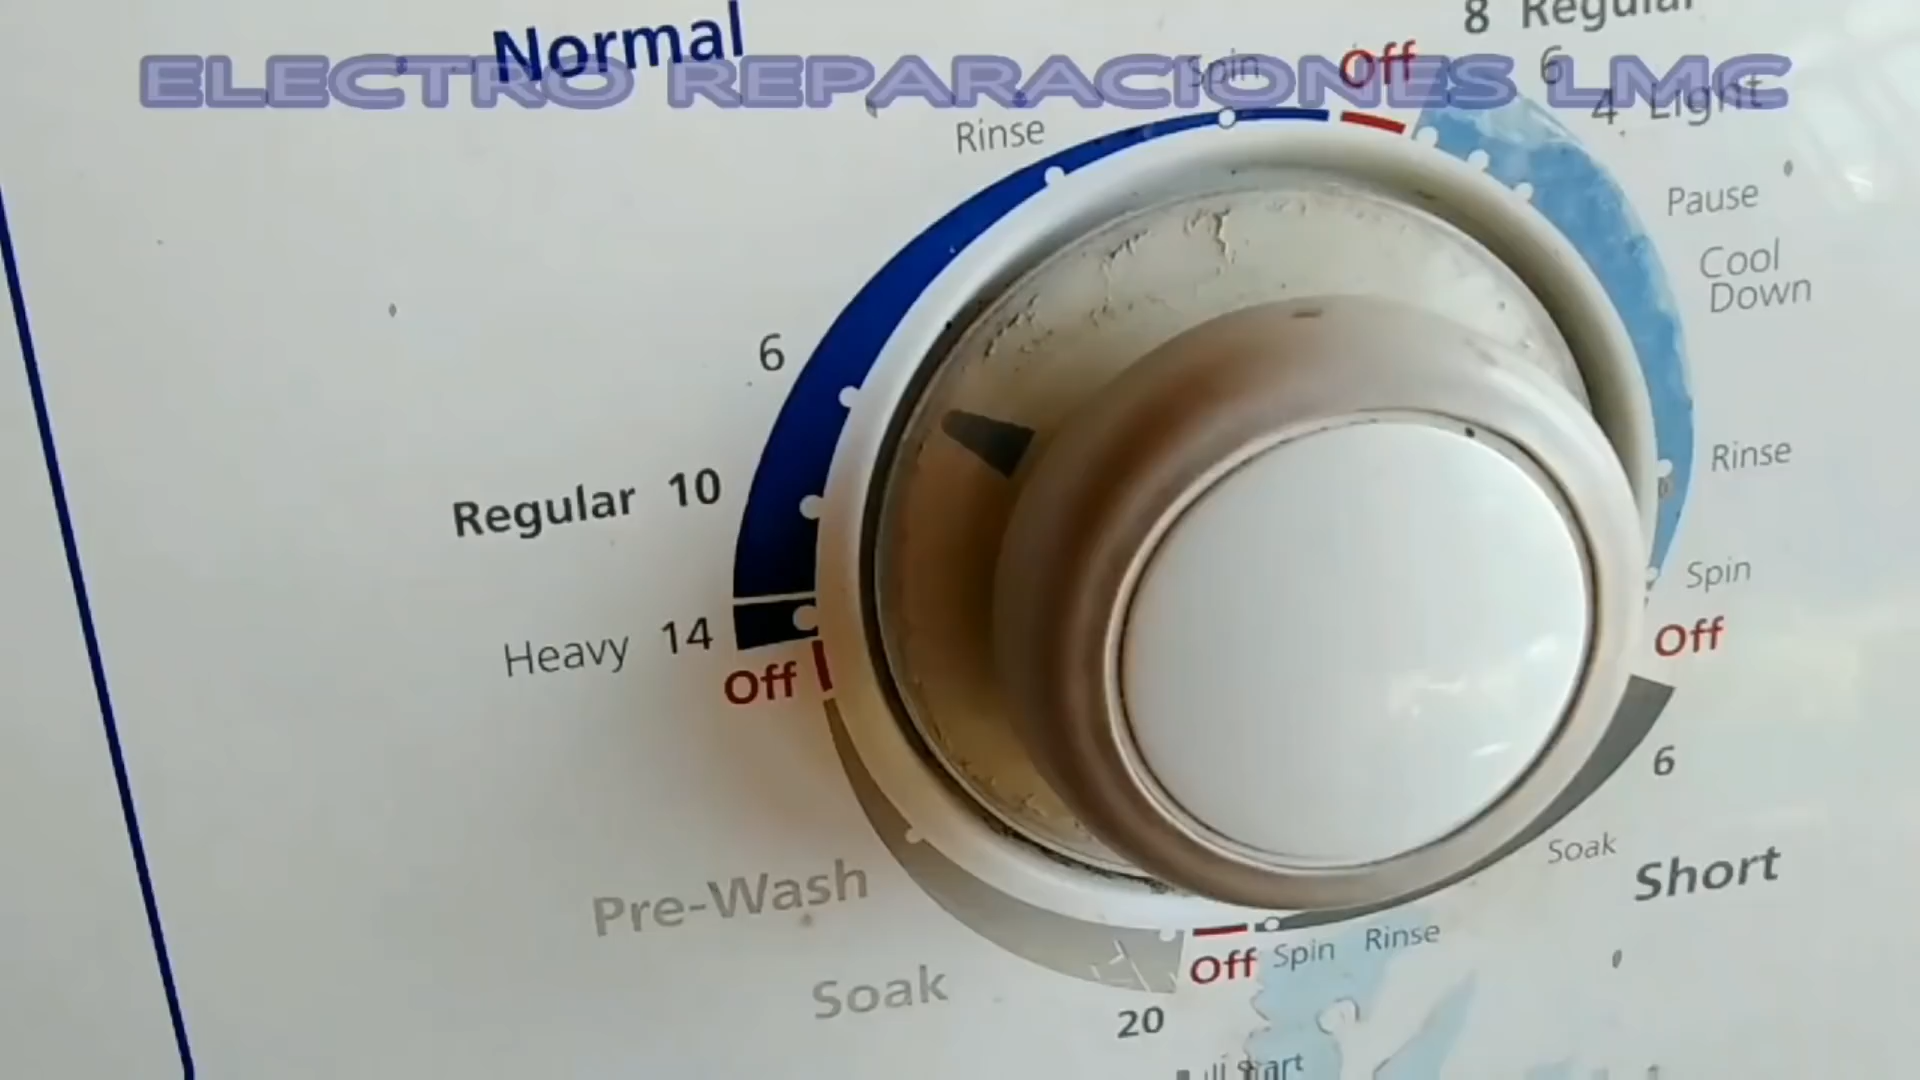 Normal
8 Regular
ELECTRO REPARACIONES LMC
Spin
Off
6
4 Light
Rinse
Pause
Cool
Down
6
Rinse
Regular 10
Spin
Heavy 14
Off
Off
6
Soak
Short
Pre-Wash
Off Spin Rinse
Soak
20